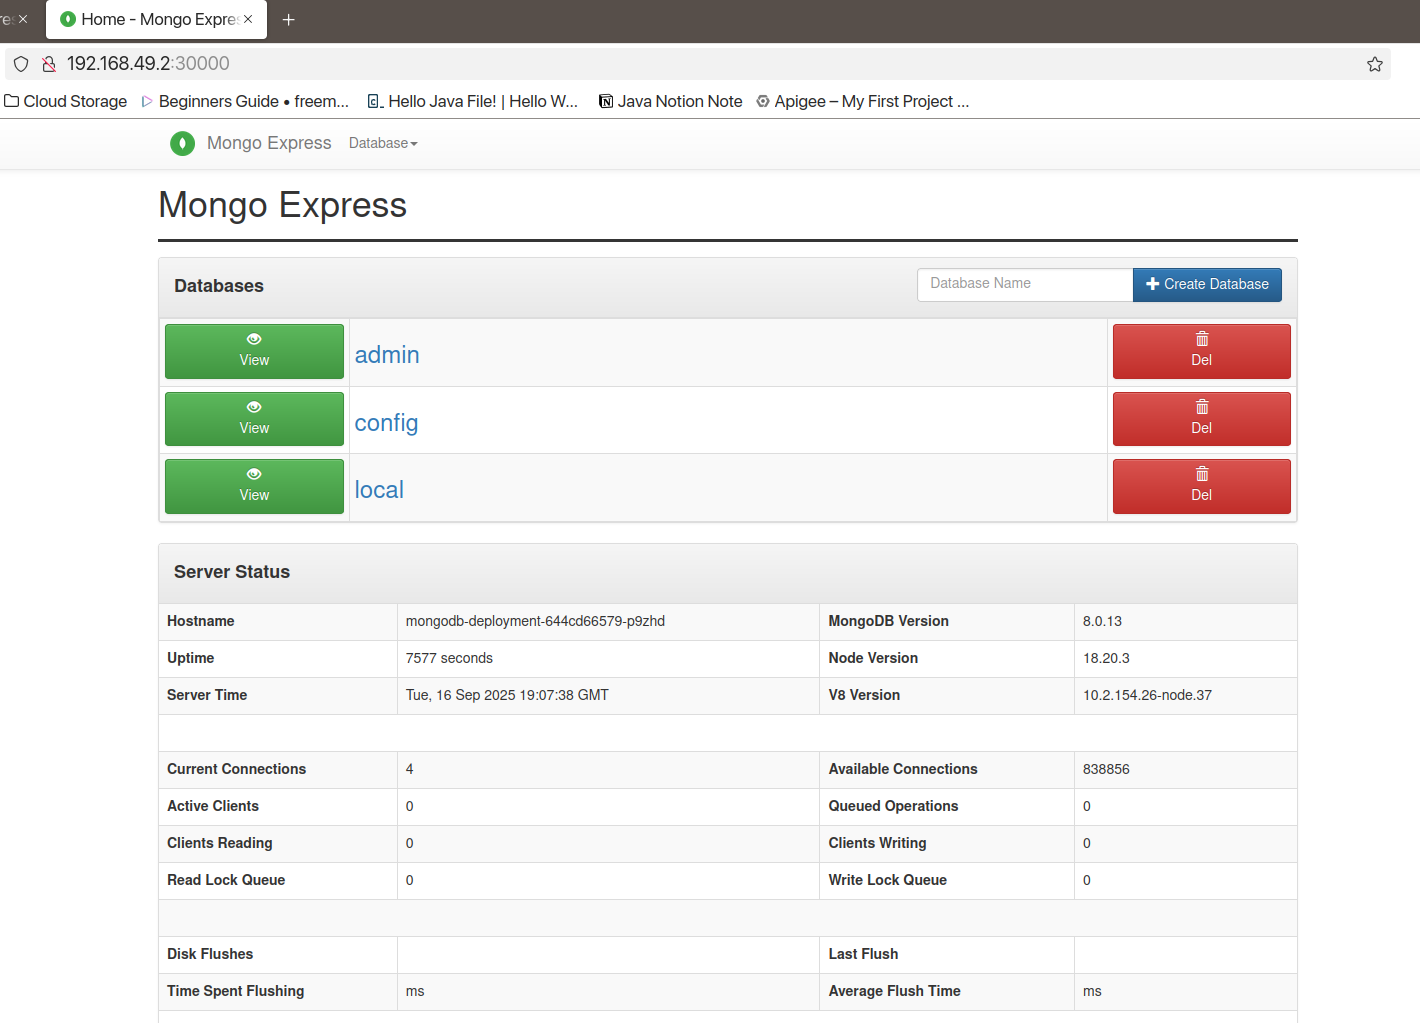 Home - Mongo Expre
192.168.49.2:30000
Cloud Storage Beginners Guide • freem... Hello Java File! | Hello W... Java Notion Note Apigee – My First Project ...
Mongo Express Database
Mongo Express
Databases Database Name Create Database
View admin Del
View config Del
View local Del
Server Status
Hostname mongodb-deployment-644cd66579-p9zhd MongoDB Version 8.0.13
Uptime 7577 seconds Node Version 18.20.3
Server Time Tue, 16 Sep 2025 19:07:38 GMT V8 Version 10.2.154.26-node.37
Current Connections 4 Available Connections 838856
Active Clients 0 Queued Operations 0
Clients Reading 0 Clients Writing 0
Read Lock Queue 0 Write Lock Queue 0
Disk Flushes Last Flush
Time Spent Flushing ms Average Flush Time ms